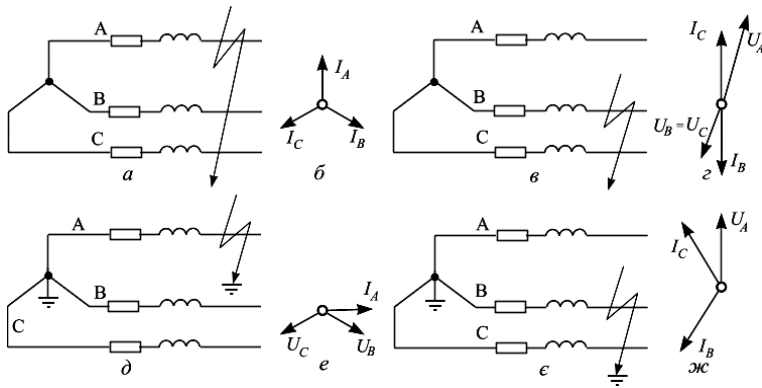 A
B
C
а
I_A
I_C
I_B
б
A
B
C
в
I_C
U_A
U_B = U_C
I_B
г
A
B
C
д
I_A
U_C
U_B
е
A
B
C
є
U_A
I_C
I_B
ж